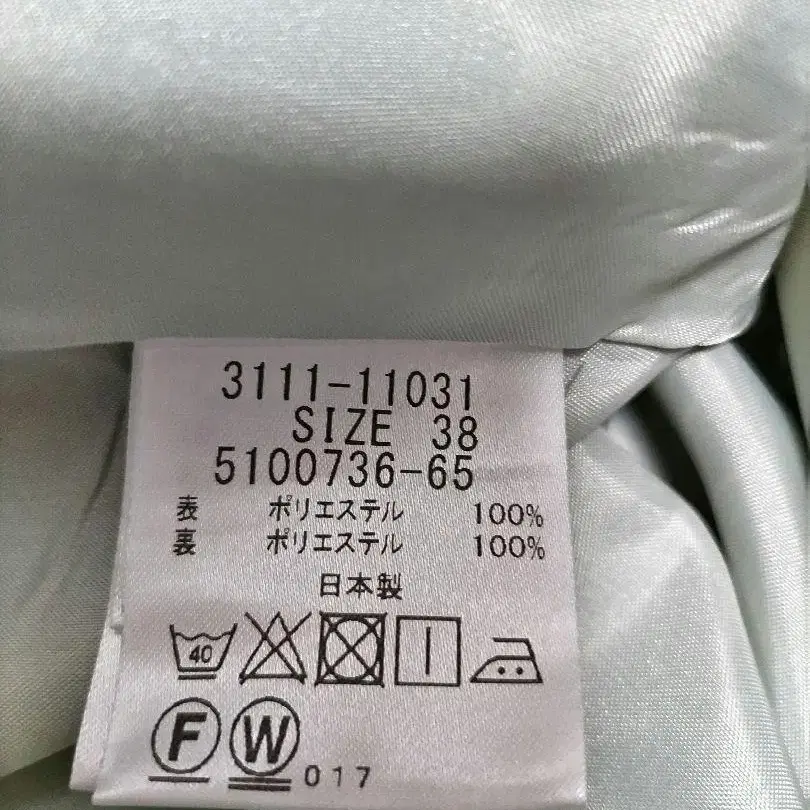 3111-11031
SIZE 38
5100736-65
表 ポリエステル 100%
裏 ポリエステル 100%
日本製
40
F W 017